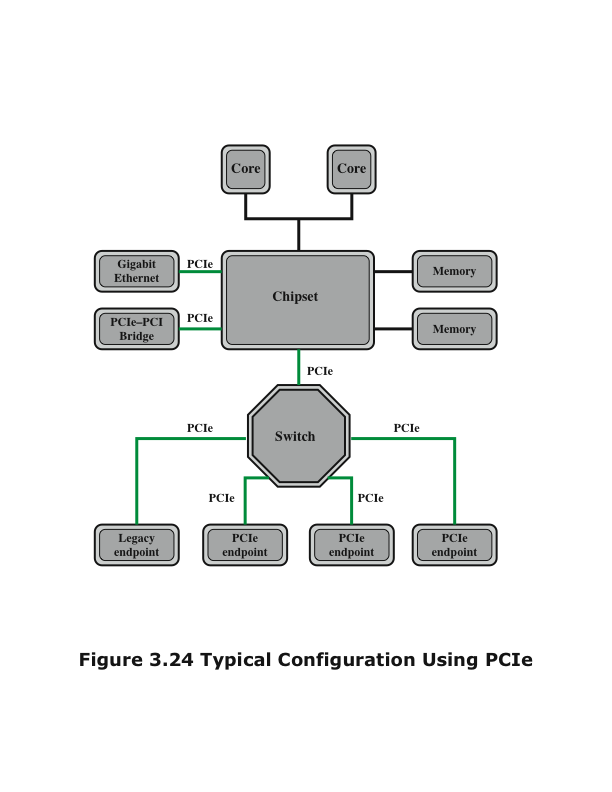 Core
Core
Gigabit
Ethernet
PCIe
Chipset
Memory
PCIe–PCI
Bridge
PCIe
Memory
PCIe
Switch
PCIe
PCIe
PCIe
PCIe
Legacy
endpoint
PCIe
endpoint
PCIe
endpoint
PCIe
endpoint
Figure 3.24 Typical Configuration Using PCIe